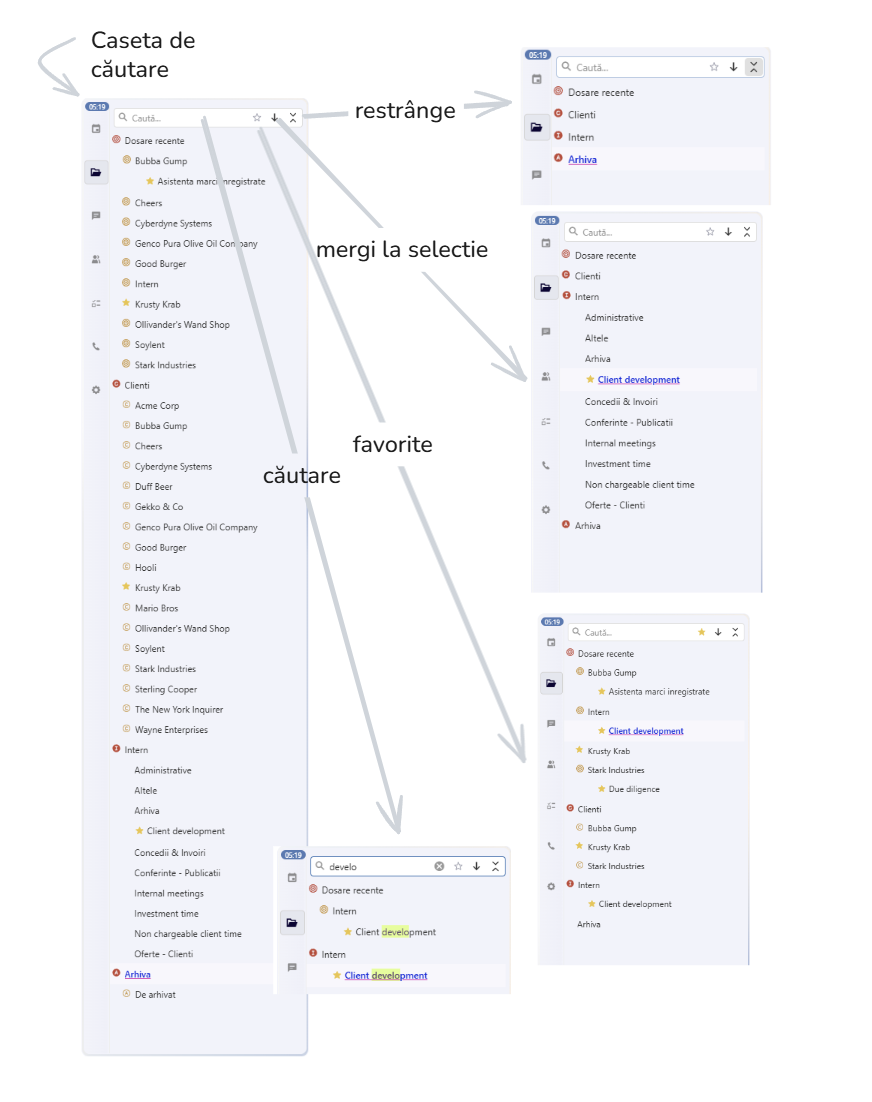 Caseta de
căutare
05:19
Caută...
Dosare recente
Bubba Gump
Asistenta marci inregistrate
Cheers
Cyberdyne Systems
Genco Pura Olive Oil Company
Good Burger
Intern
Krusty Krab
Ollivander's Wand Shop
Soylent
Stark Industries
Clienti
Acme Corp
Bubba Gump
Cheers
Cyberdyne Systems
Duff Beer
Gekko & Co
Genco Pura Olive Oil Company
Good Burger
Hooli
Krusty Krab
Mario Bros
Ollivander's Wand Shop
Soylent
Stark Industries
Sterling Cooper
The New York Inquirer
Wayne Enterprises
Intern
Administrative
Altele
Arhiva
Client development
Concedii & Invoiri
Conferinte - Publicatii
Internal meetings
Investment time
Non chargeable client time
Oferte - Clienti
Arhiva
De arhivat
restrânge
mergi la selectie
favorite
căutare
05:19
Caută...
Dosare recente
Clienti
Intern
Arhiva
05:19
Caută...
Dosare recente
Clienti
Intern
Administrative
Altele
Arhiva
Client development
Concedii & Invoiri
Conferinte - Publicatii
Internal meetings
Investment time
Non chargeable client time
Oferte - Clienti
Arhiva
05:19
Caută...
Dosare recente
Bubba Gump
Asistenta marci inregistrate
Intern
Client development
Krusty Krab
Stark Industries
Due diligence
Clienti
Bubba Gump
Krusty Krab
Stark Industries
Intern
Client development
Arhiva
05:19
develo
Dosare recente
Intern
Client development
Intern
Client development